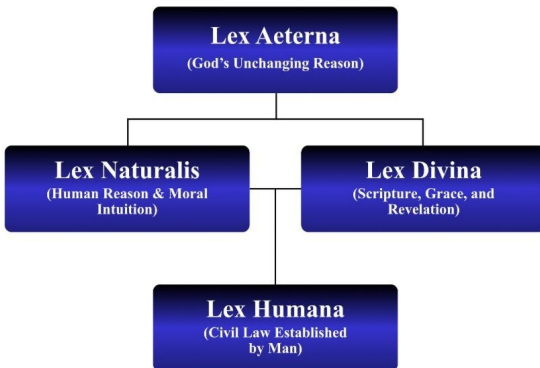 Lex Aeterna
(God's Unchanging Reason)
Lex Naturalis
(Human Reason & Moral
Intuition)
Lex Divina
(Scripture, Grace, and
Revelation)
Lex Humana
(Civil Law Established
by Man)